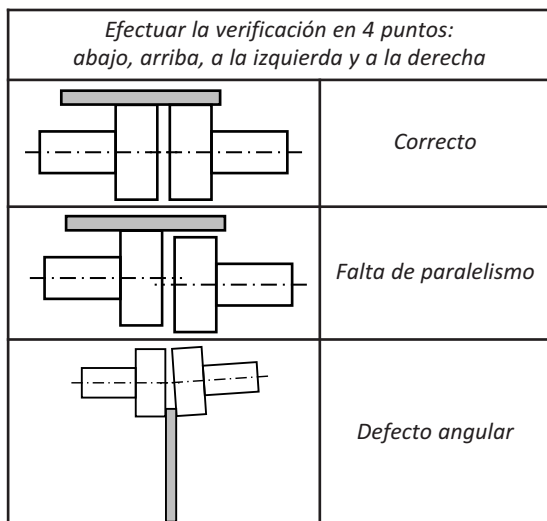 Efectuar la verificación en 4 puntos:
abajo, arriba, a la izquierda y a la derecha
Correcto
Falta de paralelismo
Defecto angular